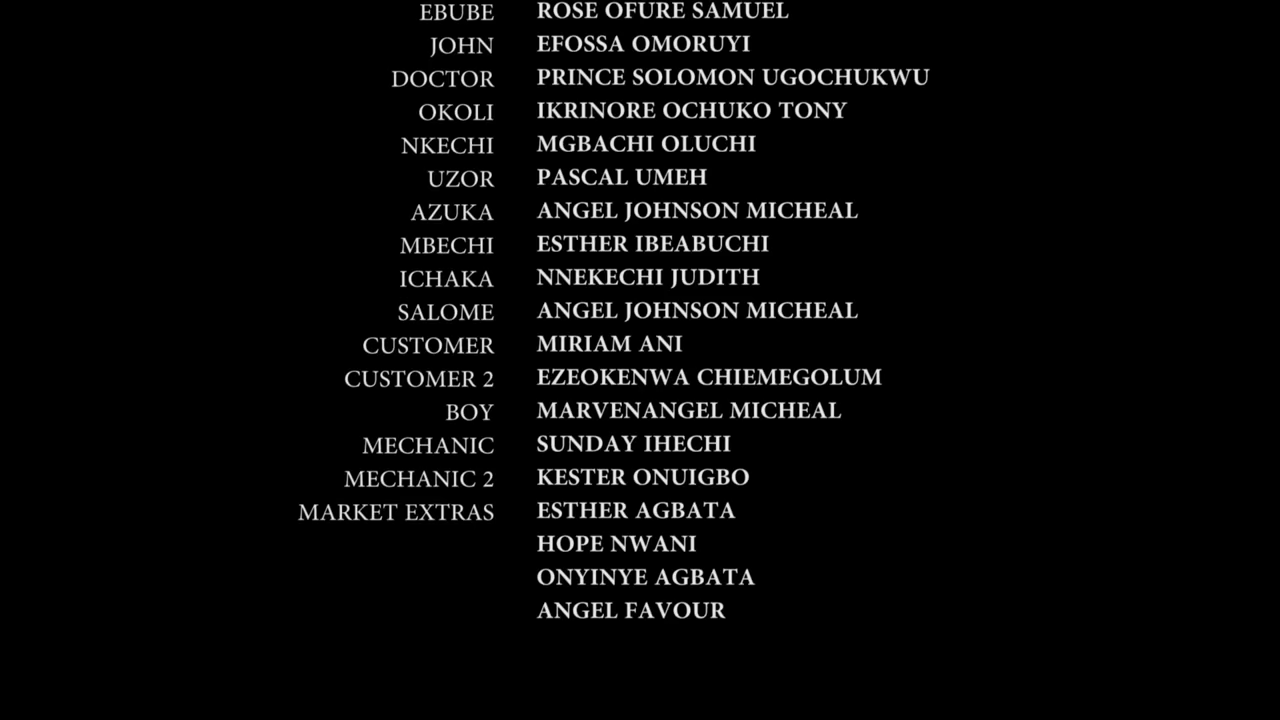 EBUBE ROSE OFURE SAMUEL
JOHN EFOSSA OMORUYI
DOCTOR PRINCE SOLOMON UGOCHUKWU
OKOLI IKRINORE OCHUKO TONY
NKECHI MGBACHI OLUCHI
UZOR PASCAL UMEH
AZUKA ANGEL JOHNSON MICHEAL
MBECHI ESTHER IBEABUCHI
ICHAKA NNEKECHI JUDITH
SALOME ANGEL JOHNSON MICHEAL
CUSTOMER MIRIAM ANI
CUSTOMER 2 EZEOKENWA CHIEMEGOLUM
BOY MARVENANGEL MICHEAL
MECHANIC SUNDAY IHECHI
MECHANIC 2 KESTER ONUIGBO
MARKET EXTRAS ESTHER AGBATA
HOPE NWANI
ONYINYE AGBATA
ANGEL FAVOUR